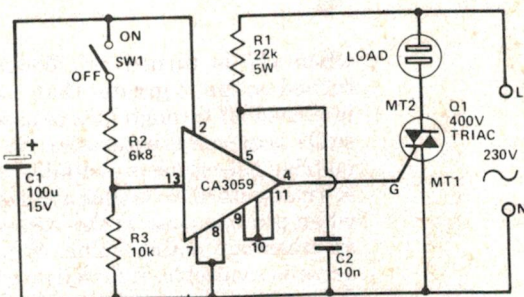 ON
SW1
OFF
R1
22k
5W
LOAD
L
R2
6k8
2
5
MT2
Q1
400V
TRIAC
+
C1
100u
15V
13
CA3059
4
11
G
MT1
230V
R3
10k
9
8
7
10
C2
10n
N